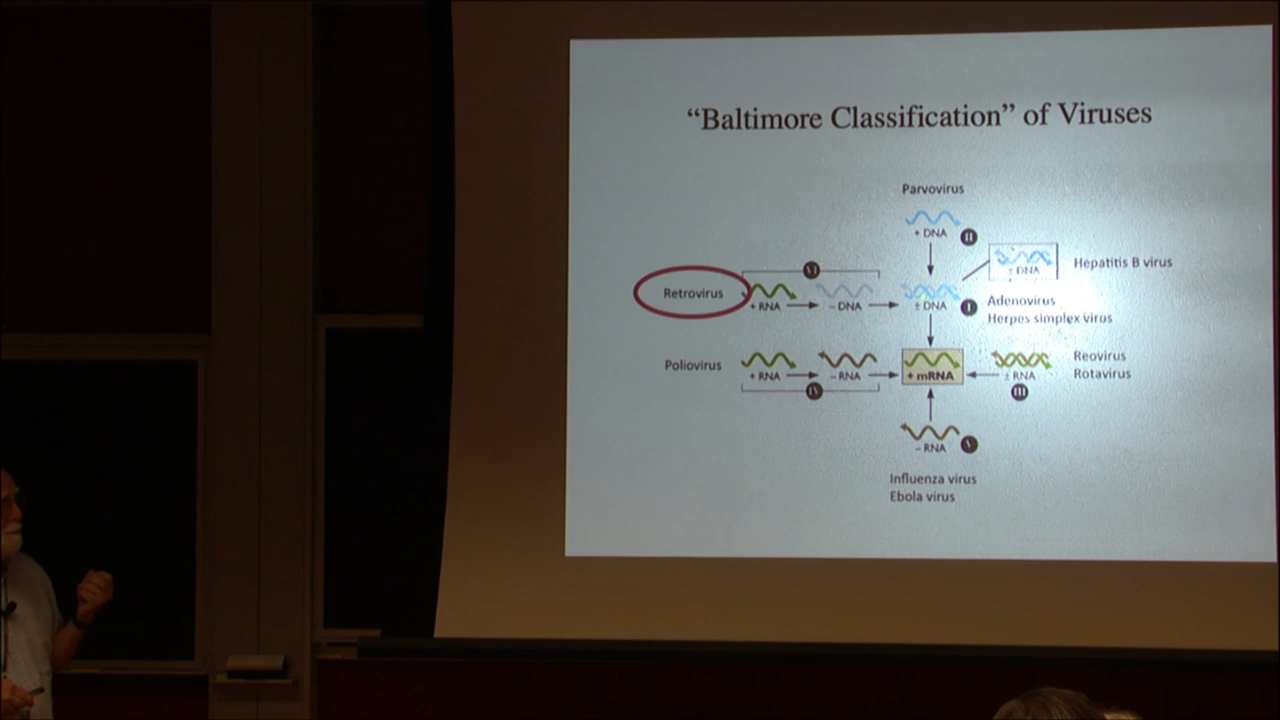 “Baltimore Classification” of Viruses
Parvovirus
+ DNA
II
± DNA
Hepatitis B virus
VI
Retrovirus
+ RNA
– DNA
± DNA
I
Adenovirus
Herpes simplex virus
Poliovirus
+ RNA
– RNA
+ mRNA
± RNA
Reovirus
Rotavirus
IV
III
– RNA
V
Influenza virus
Ebola virus